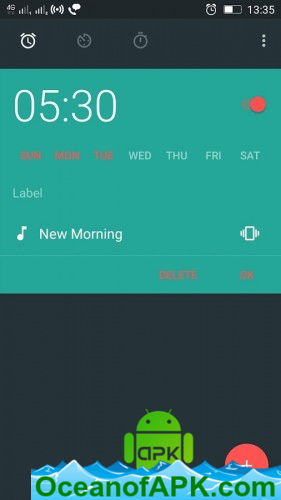 4G
13:35
05:30
SUN MON TUE WED THU FRI SAT
Label
New Morning
DELETE OK
APK
OceanofAPK.com